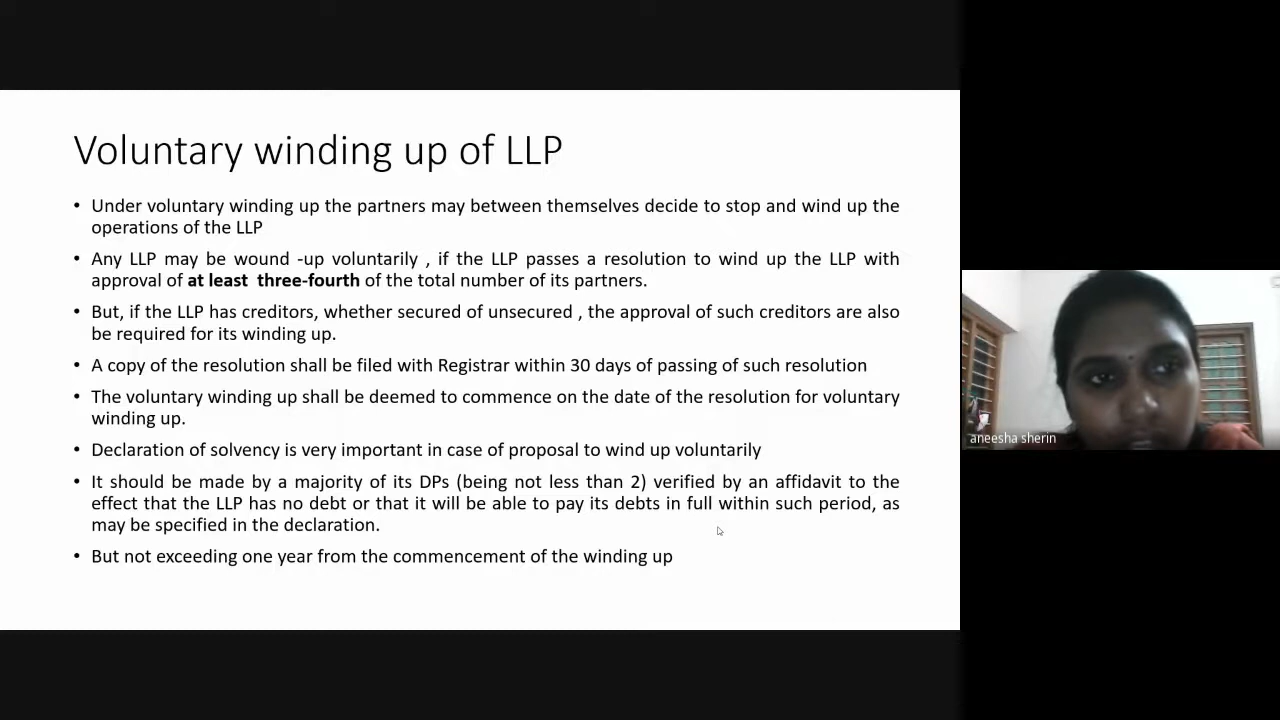 Voluntary winding up of LLP
• Under voluntary winding up the partners may between themselves decide to stop and wind up the
operations of the LLP
• Any LLP may be wound -up voluntarily , if the LLP passes a resolution to wind up the LLP with
approval of at least three-fourth of the total number of its partners.
• But, if the LLP has creditors, whether secured of unsecured , the approval of such creditors are also
be required for its winding up.
• A copy of the resolution shall be filed with Registrar within 30 days of passing of such resolution
• The voluntary winding up shall be deemed to commence on the date of the resolution for voluntary
winding up.
• Declaration of solvency is very important in case of proposal to wind up voluntarily
• It should be made by a majority of its DPs (being not less than 2) verified by an affidavit to the
effect that the LLP has no debt or that it will be able to pay its debts in full within such period, as
may be specified in the declaration.
• But not exceeding one year from the commencement of the winding up
aneesha sherin